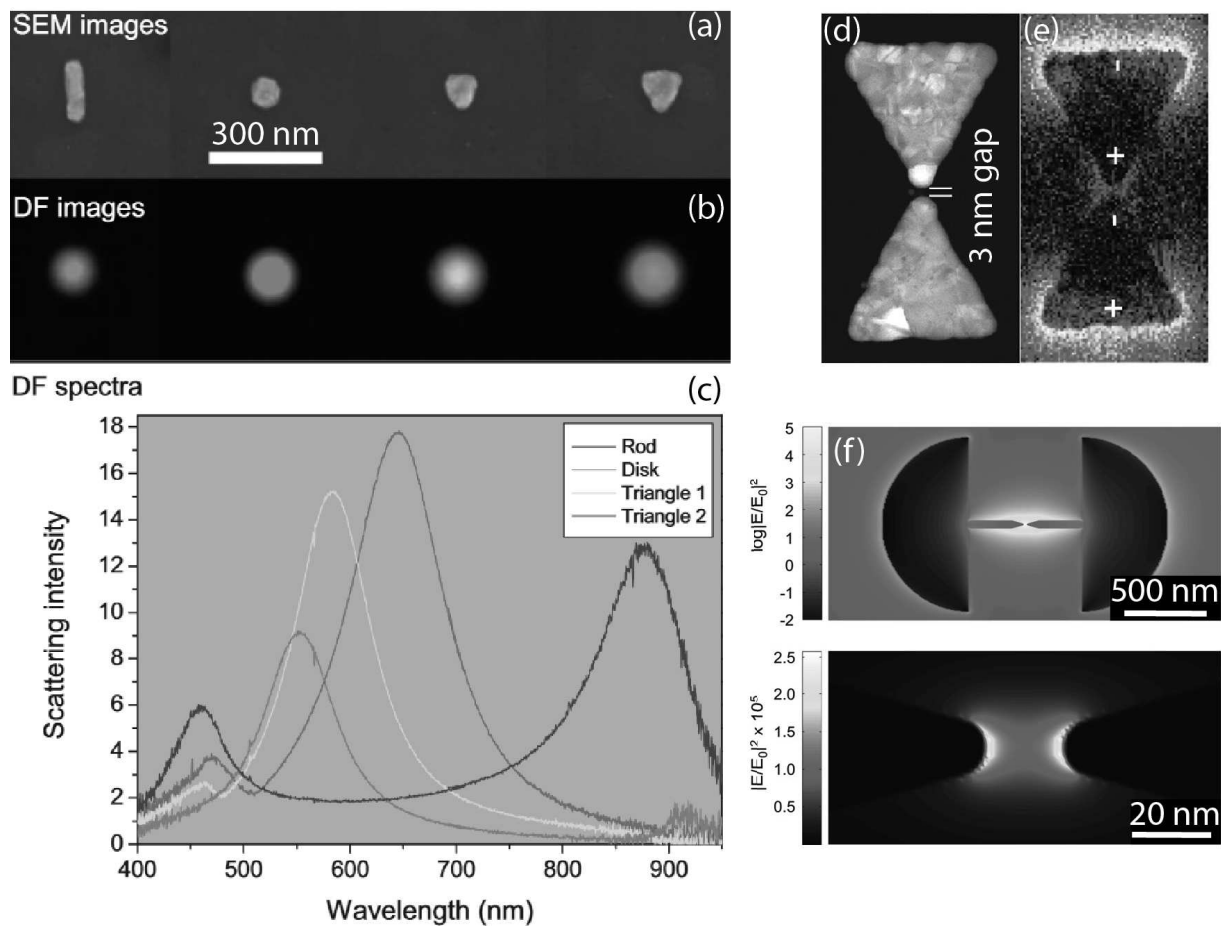 SEM images
(a)
300 nm
DF images
(b)
DF spectra
(c)
18
16
14
12
10
8
6
4
2
0
Scattering intensity
400
500
600
700
800
900
Wavelength (nm)
Rod
Disk
Triangle 1
Triangle 2
(d)
3 nm gap
(e)
-
+
-
+
(f)
5
4
3
2
1
0
-1
-2
log|E/E₀|²
500 nm
2.5
2.0
1.5
1.0
0.5
|E/E₀|² × 10⁵
20 nm